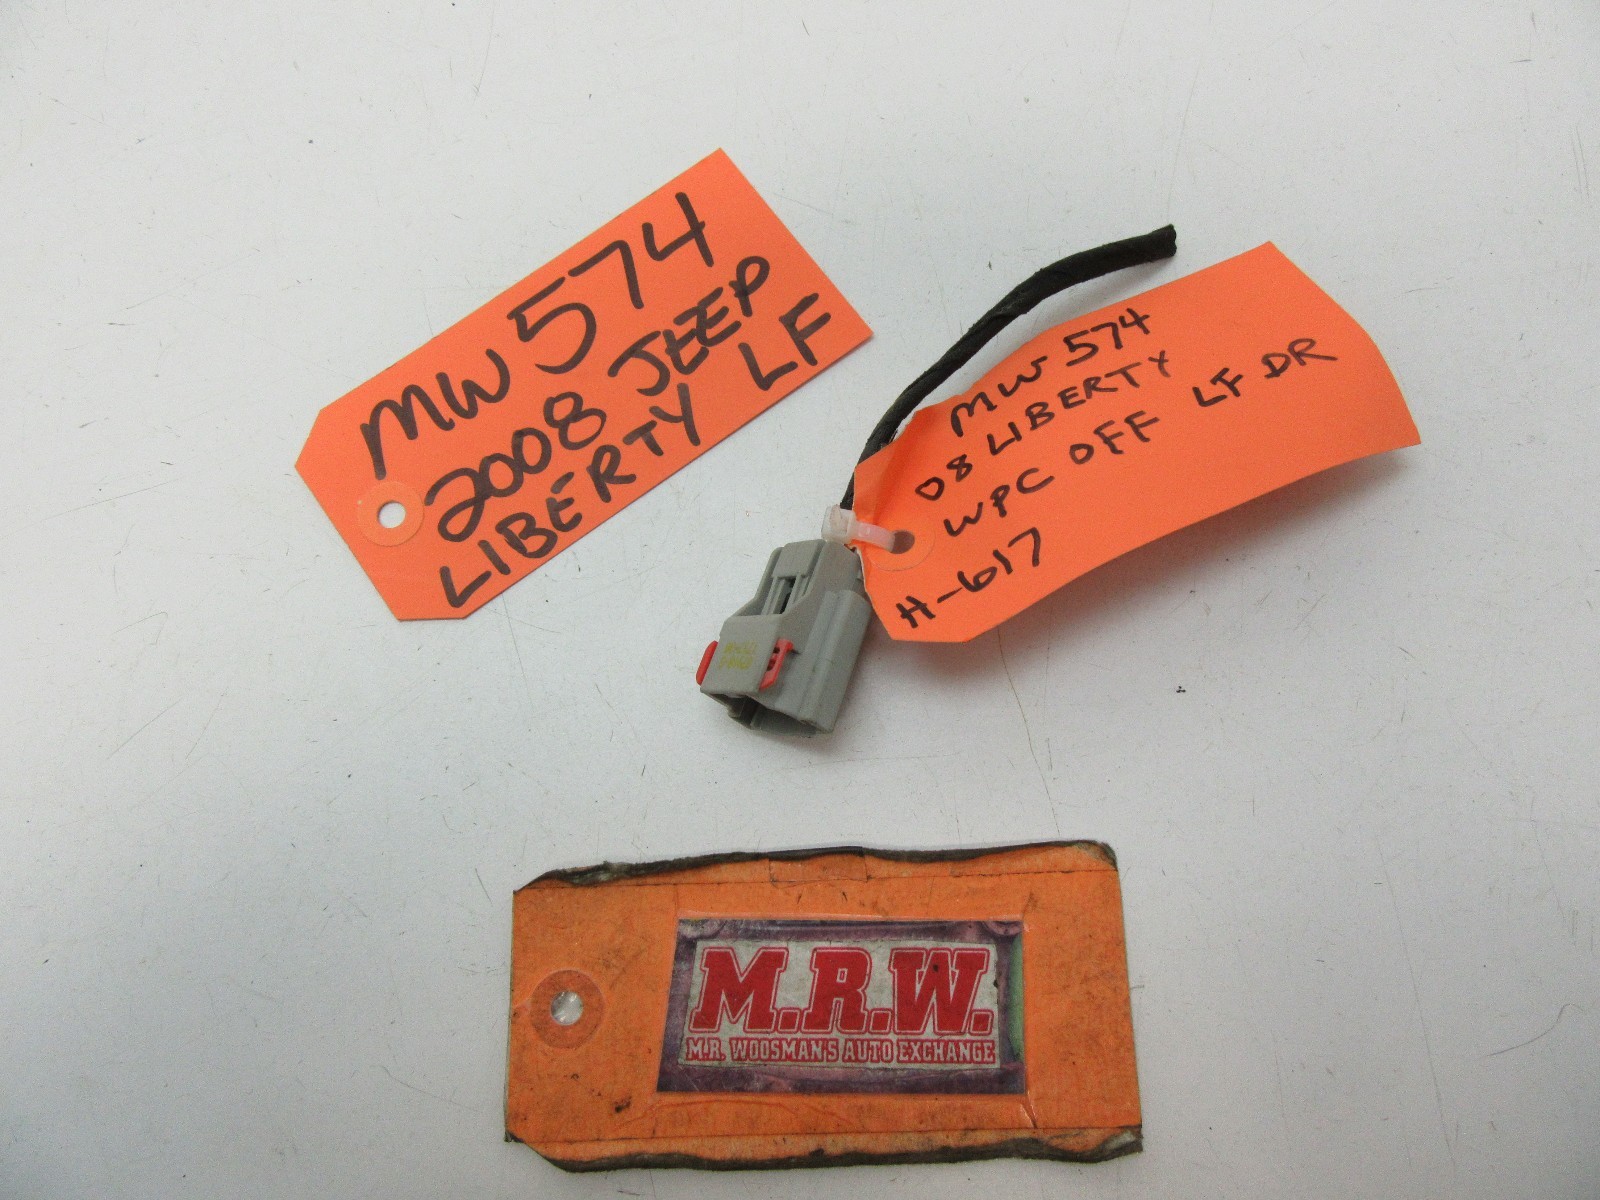 MW 574
2008 JEEP
LIBERTY LF
MW 574
08 LIBERTY
WPC OFF LF DR
H-617
M.R.W.
M.R. WOOSMAN'S AUTO EXCHANGE